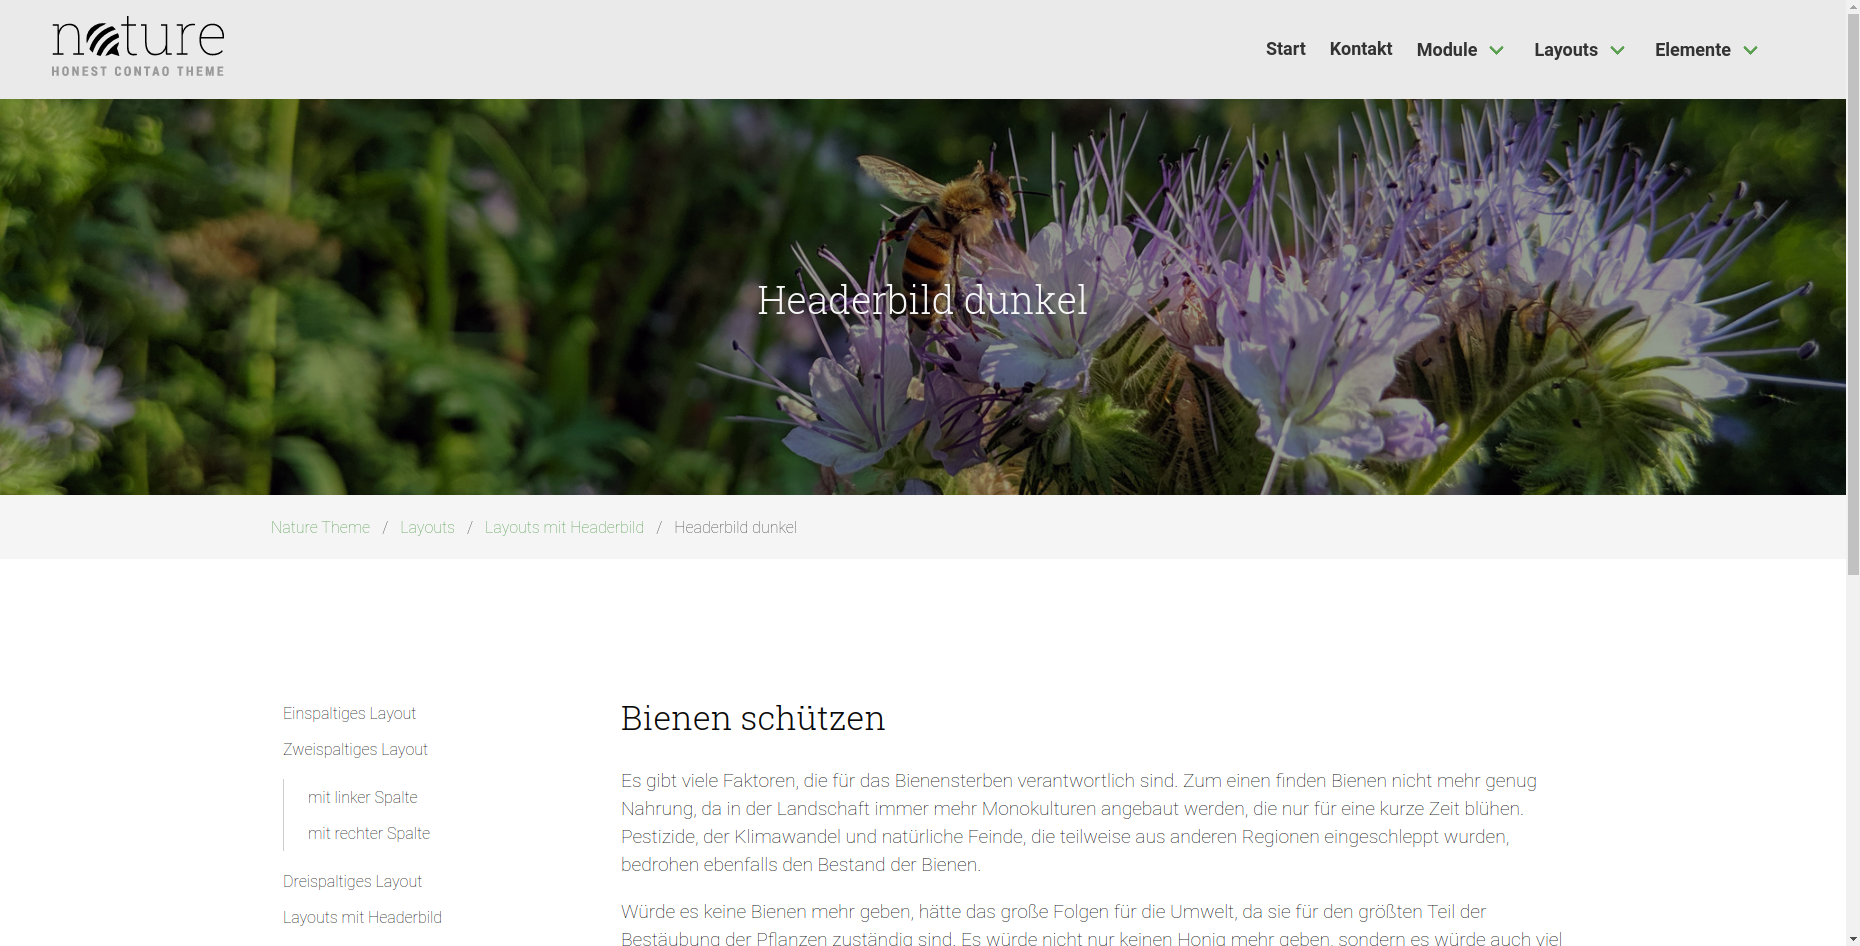 nature
HONEST CONTAO THEME
Start Kontakt Module Layouts Elemente
Headerbild dunkel
Nature Theme / Layouts / Layouts mit Headerbild / Headerbild dunkel
Einspaltiges Layout
Zweispaltiges Layout
mit linker Spalte
mit rechter Spalte
Dreispaltiges Layout
Layouts mit Headerbild
Bienen schützen
Es gibt viele Faktoren, die für das Bienensterben verantwortlich sind. Zum einen finden Bienen nicht mehr genug
Nahrung, da in der Landschaft immer mehr Monokulturen angebaut werden, die nur für eine kurze Zeit blühen.
Pestizide, der Klimawandel und natürliche Feinde, die teilweise aus anderen Regionen eingeschleppt wurden,
bedrohen ebenfalls den Bestand der Bienen.
Würde es keine Bienen mehr geben, hätte das große Folgen für die Umwelt, da sie für den größten Teil der
Bestäubung der Pflanzen zuständig sind. Es würde nicht nur keinen Honig mehr geben, sondern es würde auch viel